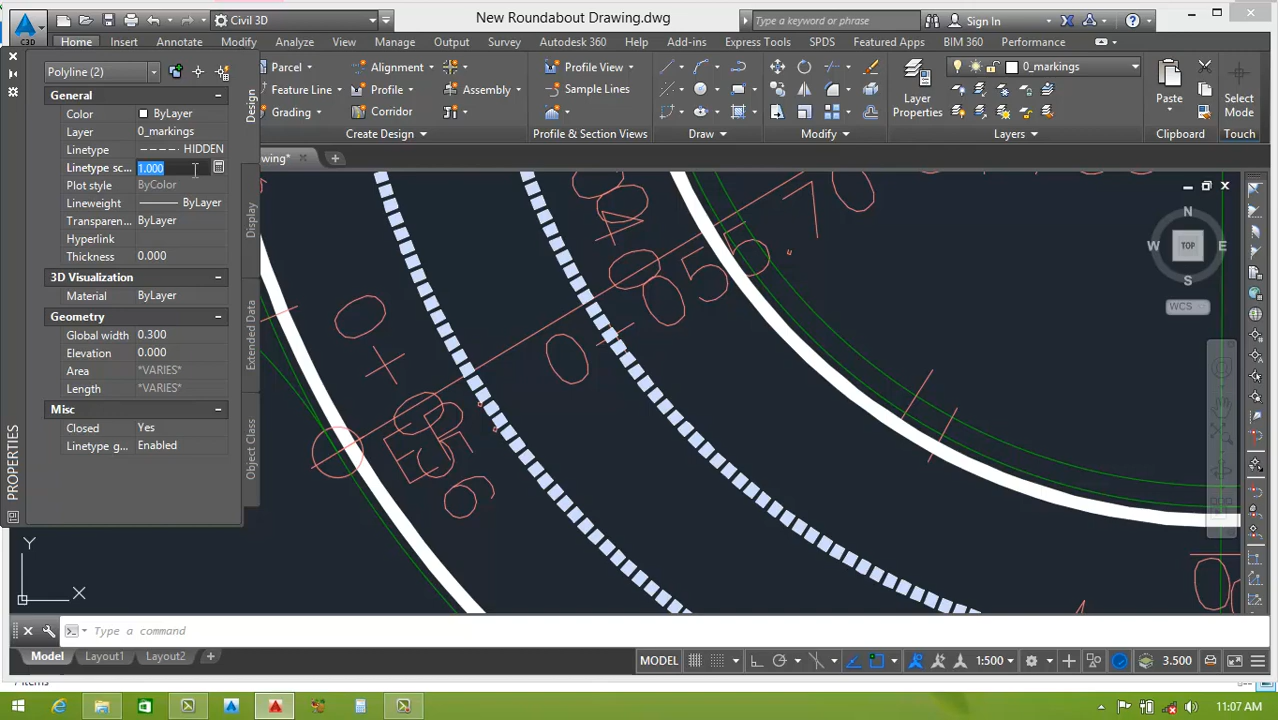 Civil 3D
New Roundabout Drawing.dwg
Type a keyword or phrase
Sign In
C3D
Home Insert Annotate Modify Analyze View Manage Output Survey Autodesk 360 Help Add-ins Express Tools SPDS Featured Apps BIM 360 Performance
Polyline (2)
General
Color ByLayer
Layer 0_markings
Linetype HIDDEN
Linetype sc... 1.000
Plot style ByColor
Lineweight ByLayer
Transparen... ByLayer
Hyperlink
Thickness 0.000
3D Visualization
Material ByLayer
Geometry
Global width 0.300
Elevation 0.000
Area *VARIES*
Length *VARIES*
Misc
Closed Yes
Linetype g... Enabled
PROPERTIES
Design
Display
Extended Data
Object Class
Parcel
Feature Line
Grading
Alignment
Profile
Corridor
Intersections
Assembly
Create Design
Profile View
Sample Lines
Profile & Section Views
Draw
Modify
Layer
Properties
0_markings
Layers
Paste
Clipboard
Select
Mode
Touch
wing*
N
W TOP E
S
WCS
Y
X
Type a command
Model Layout1 Layout2
MODEL 1:500 3.500
11:07 AM